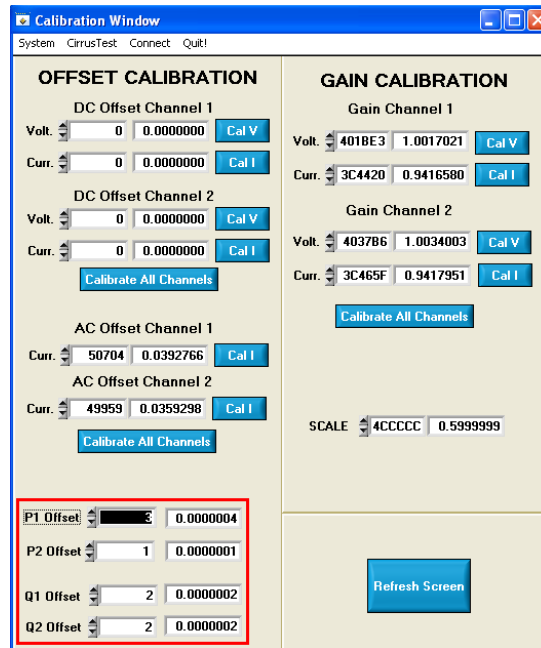 Calibration Window
System CirrusTest Connect Quit!
OFFSET CALIBRATION
DC Offset Channel 1
Volt. 0 0.0000000 Cal V
Curr. 0 0.0000000 Cal I
DC Offset Channel 2
Volt. 0 0.0000000 Cal V
Curr. 0 0.0000000 Cal I
Calibrate All Channels
AC Offset Channel 1
Curr. 50704 0.0392766 Cal I
AC Offset Channel 2
Curr. 49959 0.0359298 Cal I
Calibrate All Channels
P1 Offset 3 0.0000004
P2 Offset 1 0.0000001
Q1 Offset 2 0.0000002
Q2 Offset 2 0.0000002
GAIN CALIBRATION
Gain Channel 1
Volt. 401BE3 1.0017021 Cal V
Curr. 3C4420 0.9416580 Cal I
Gain Channel 2
Volt. 4037B6 1.0034003 Cal V
Curr. 3C465F 0.9417951 Cal I
Calibrate All Channels
SCALE 4CCCCC 0.5999999
Refresh Screen